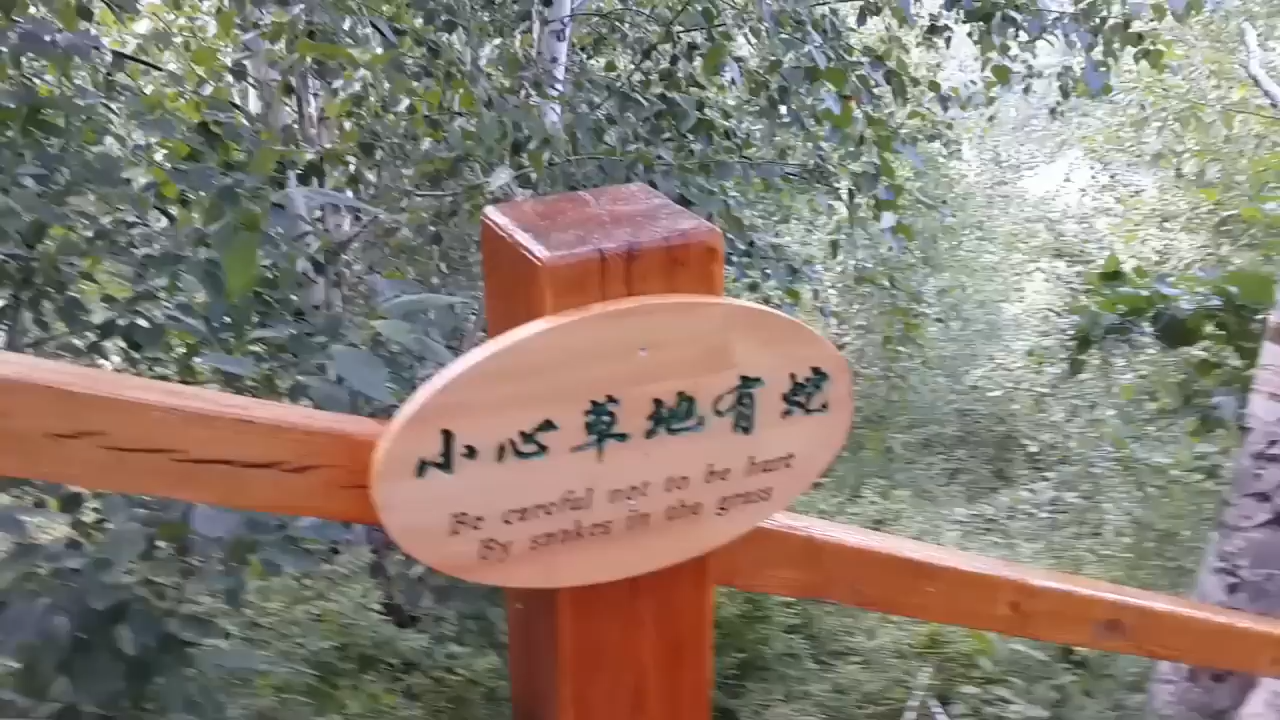 小心草地有蛇
Be careful not to be hurt
By snakes in the grass